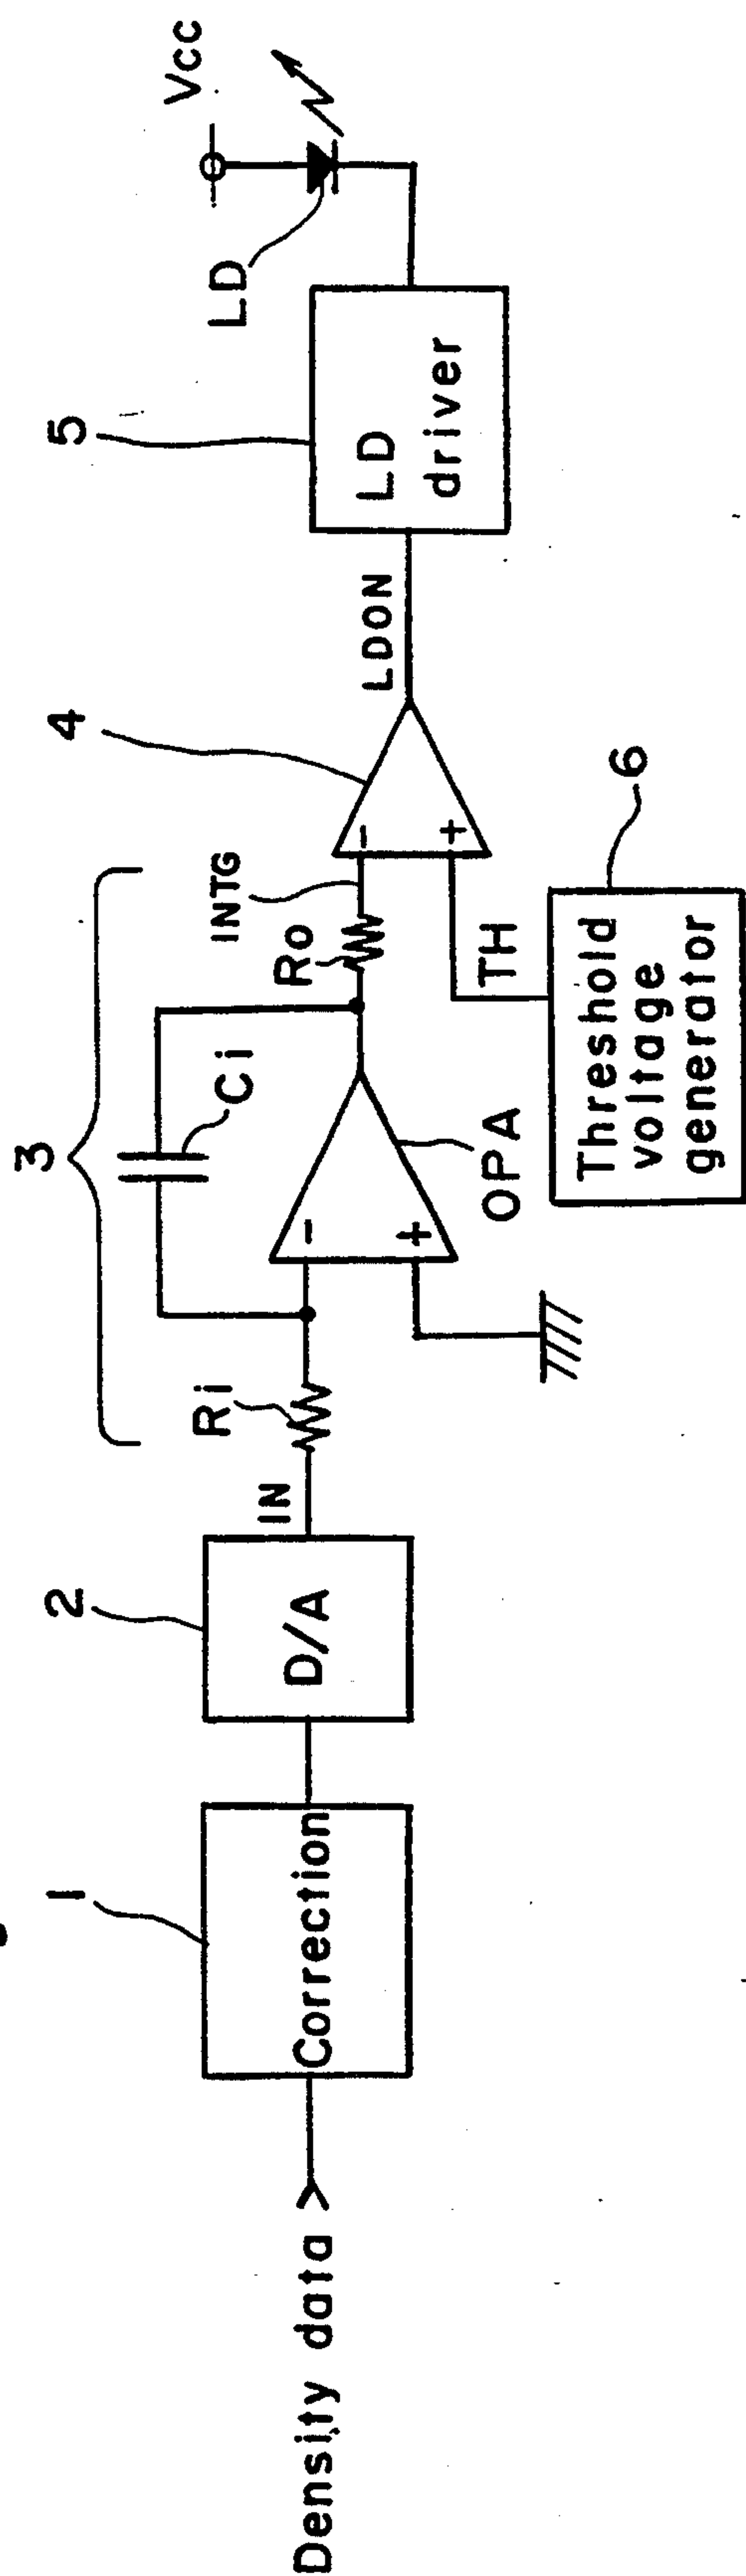 Density data
1
Correction
2
D/A
IN
3
Ri
Ci
-
+
OPA
Ro
INTG
4
-
+
TH
6
Threshold
voltage
generator
LDON
5
LD
driver
LD
Vcc